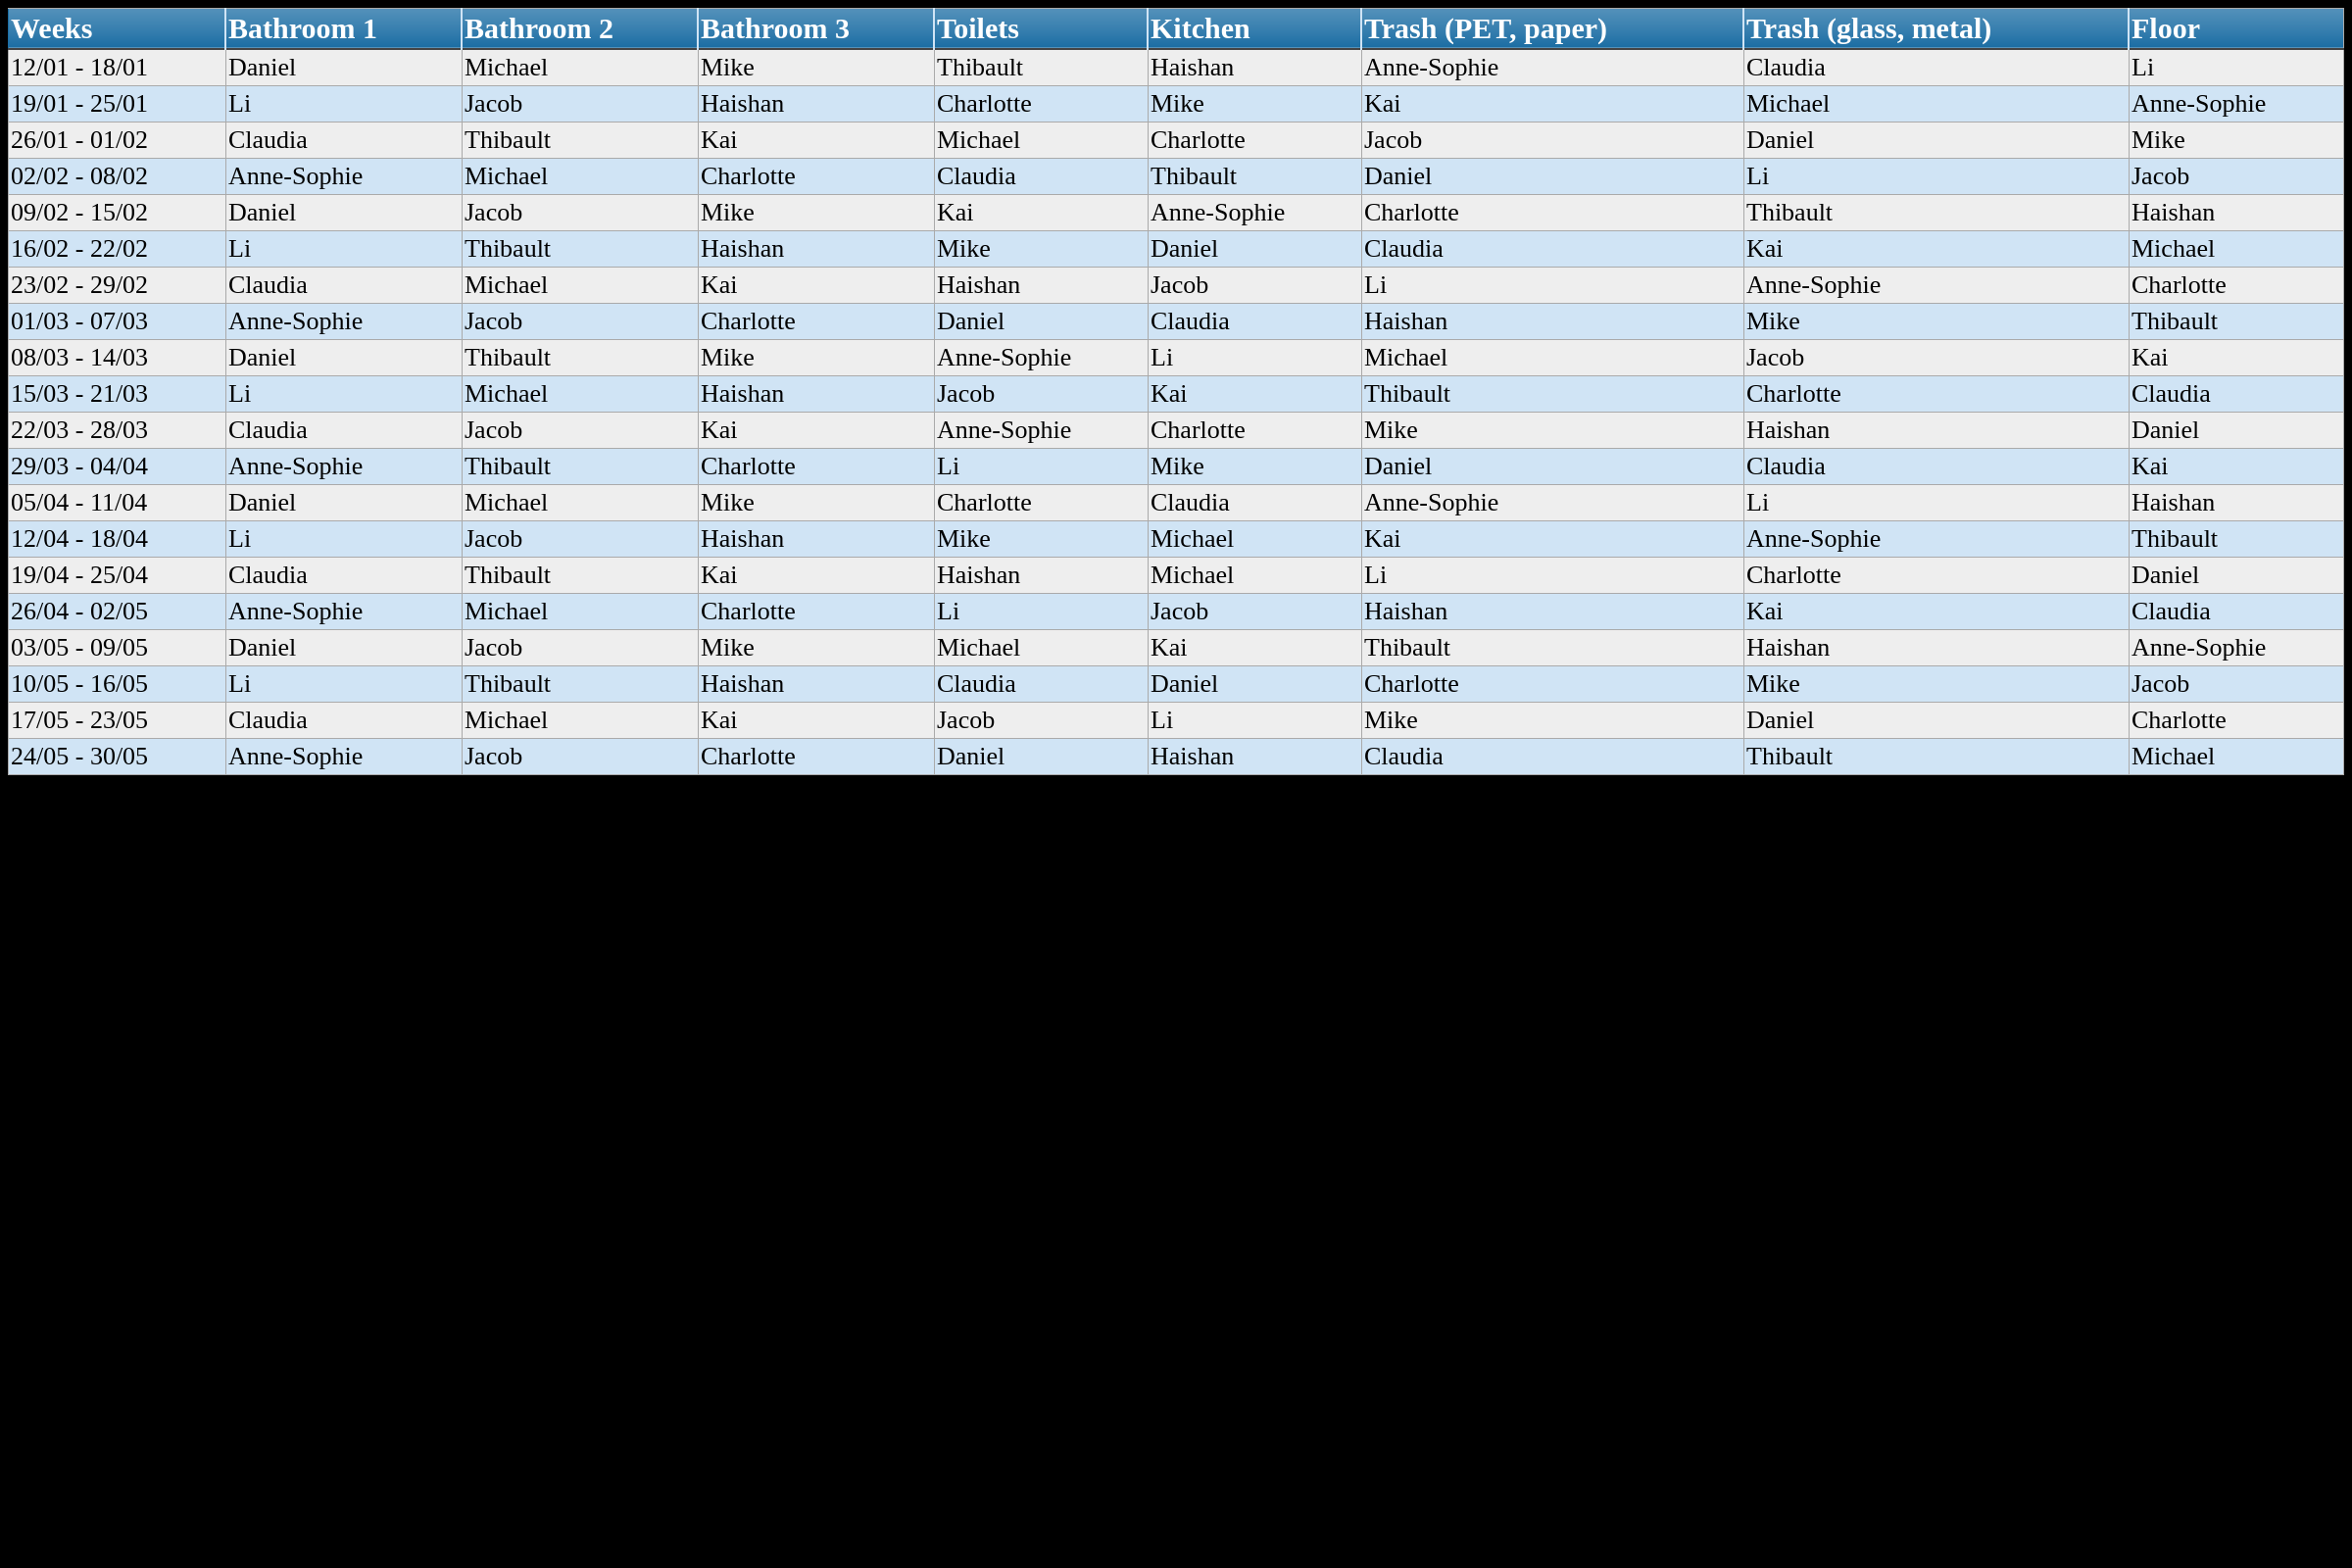 Weeks Bathroom 1 Bathroom 2 Bathroom 3 Toilets Kitchen Trash (PET, paper) Trash (glass, metal) Floor
12/01 - 18/01 Daniel Michael Mike Thibault Haishan Anne-Sophie Claudia Li
19/01 - 25/01 Li Jacob Haishan Charlotte Mike Kai Michael Anne-Sophie
26/01 - 01/02 Claudia Thibault Kai Michael Charlotte Jacob Daniel Mike
02/02 - 08/02 Anne-Sophie Michael Charlotte Claudia Thibault Daniel Li Jacob
09/02 - 15/02 Daniel Jacob Mike Kai Anne-Sophie Charlotte Thibault Haishan
16/02 - 22/02 Li Thibault Haishan Mike Daniel Claudia Kai Michael
23/02 - 29/02 Claudia Michael Kai Haishan Jacob Li Anne-Sophie Charlotte
01/03 - 07/03 Anne-Sophie Jacob Charlotte Daniel Claudia Haishan Mike Thibault
08/03 - 14/03 Daniel Thibault Mike Anne-Sophie Li Michael Jacob Kai
15/03 - 21/03 Li Michael Haishan Jacob Kai Thibault Charlotte Claudia
22/03 - 28/03 Claudia Jacob Kai Anne-Sophie Charlotte Mike Haishan Daniel
29/03 - 04/04 Anne-Sophie Thibault Charlotte Li Mike Daniel Claudia Kai
05/04 - 11/04 Daniel Michael Mike Charlotte Claudia Anne-Sophie Li Haishan
12/04 - 18/04 Li Jacob Haishan Mike Michael Kai Anne-Sophie Thibault
19/04 - 25/04 Claudia Thibault Kai Haishan Michael Li Charlotte Daniel
26/04 - 02/05 Anne-Sophie Michael Charlotte Li Jacob Haishan Kai Claudia
03/05 - 09/05 Daniel Jacob Mike Michael Kai Thibault Haishan Anne-Sophie
10/05 - 16/05 Li Thibault Haishan Claudia Daniel Charlotte Mike Jacob
17/05 - 23/05 Claudia Michael Kai Jacob Li Mike Daniel Charlotte
24/05 - 30/05 Anne-Sophie Jacob Charlotte Daniel Haishan Claudia Thibault Michael